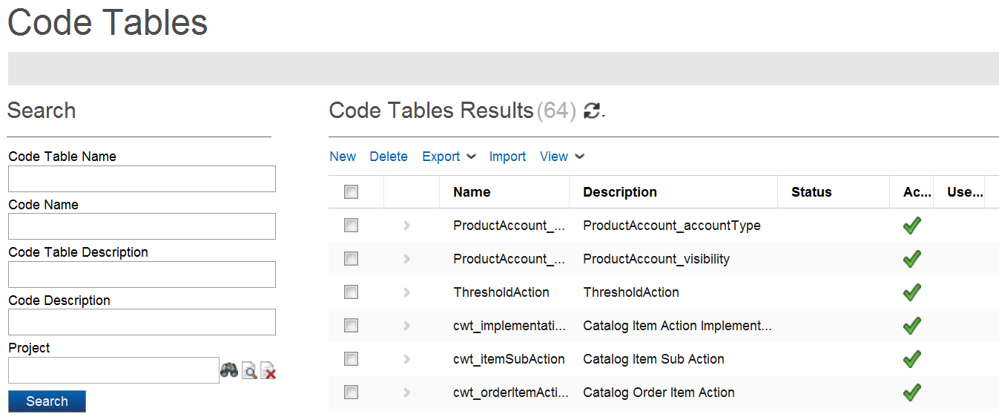 Code Tables
Search
Code Table Name
Code Name
Code Table Description
Code Description
Project
Search
Code Tables Results (64) .
New Delete Export Import View
Name Description Status Ac... Use...
ProductAccount_... ProductAccount_accountType
ProductAccount_... ProductAccount_visibility
ThresholdAction ThresholdAction
cwt_implementati... Catalog Item Action Implement...
cwt_itemSubAction Catalog Item Sub Action
cwt_orderItemActi... Catalog Order Item Action